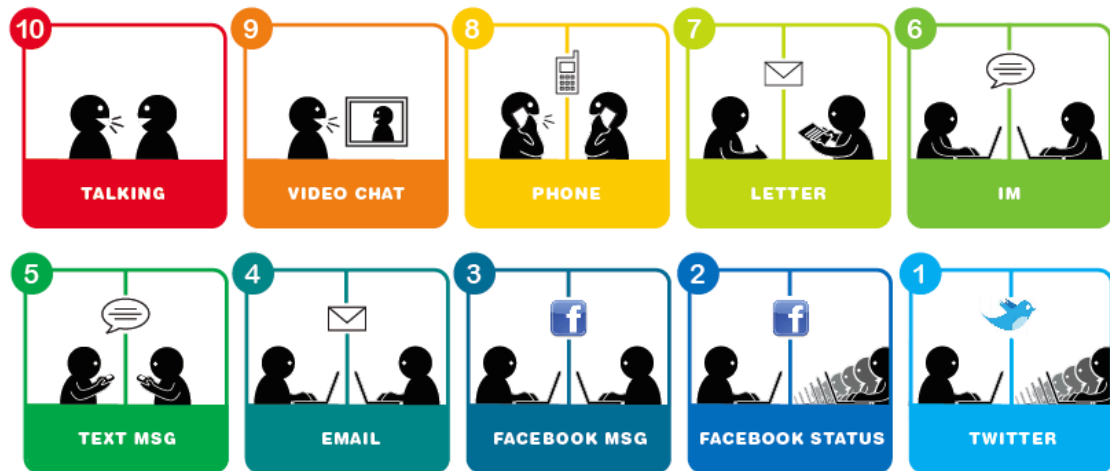 10 9 8 7 6
TALKING VIDEO CHAT PHONE LETTER IM
5 4 3 2 1
f f
TEXT MSG EMAIL FACEBOOK MSG FACEBOOK STATUS TWITTER